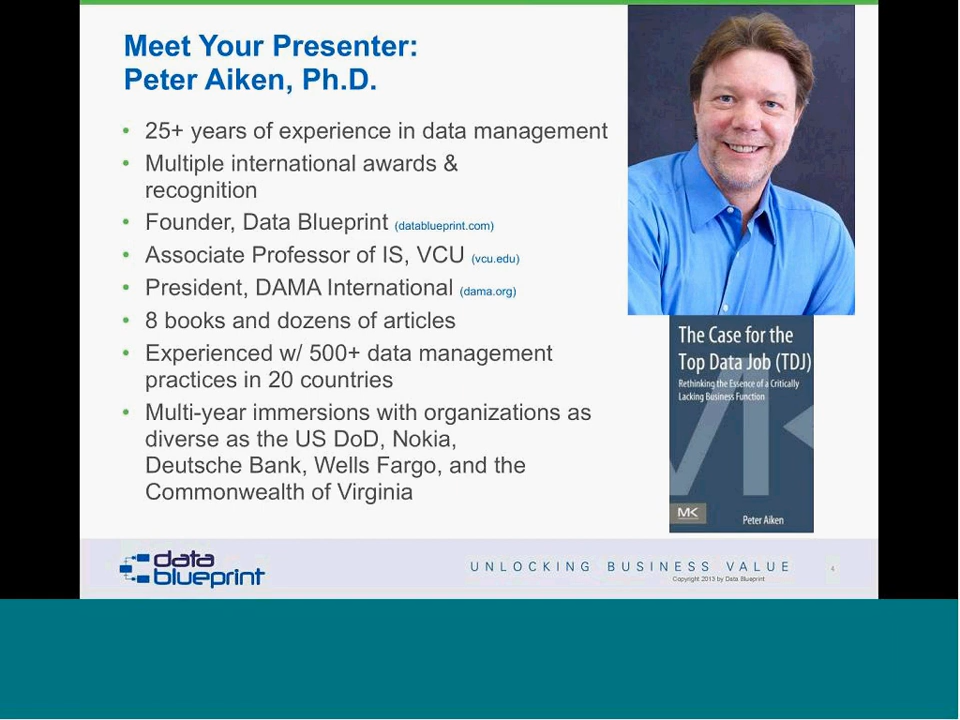 Meet Your Presenter:
Peter Aiken, Ph.D.
• 25+ years of experience in data management
• Multiple international awards &
recognition
• Founder, Data Blueprint (datablueprint.com)
• Associate Professor of IS, VCU (vcu.edu)
• President, DAMA International (dama.org)
• 8 books and dozens of articles
• Experienced w/ 500+ data management
practices in 20 countries
• Multi-year immersions with organizations as
diverse as the US DoD, Nokia,
Deutsche Bank, Wells Fargo, and the
Commonwealth of Virginia
The Case for the
Top Data Job (TDJ)
Rethinking the Essence of a Critically
Lacking Business Function
MK
Peter Aiken
data
blueprint
UNLOCKING BUSINESS VALUE
Copyright 2013 by Data Blueprint